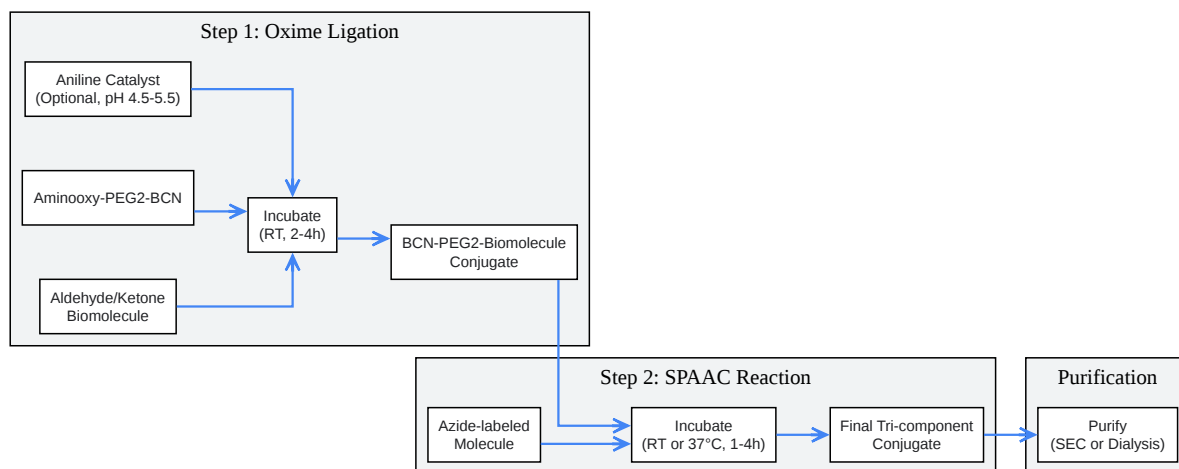 Step 1: Oxime Ligation
Aniline Catalyst
(Optional, pH 4.5-5.5)
Aminooxy-PEG2-BCN
Incubate
(RT, 2-4h)
BCN-PEG2-Biomolecule
Conjugate
Aldehyde/Ketone
Biomolecule
Step 2: SPAAC Reaction
Azide-labeled
Molecule
Incubate
(RT or 37°C, 1-4h)
Final Tri-component
Conjugate
Purification
Purify
(SEC or Dialysis)